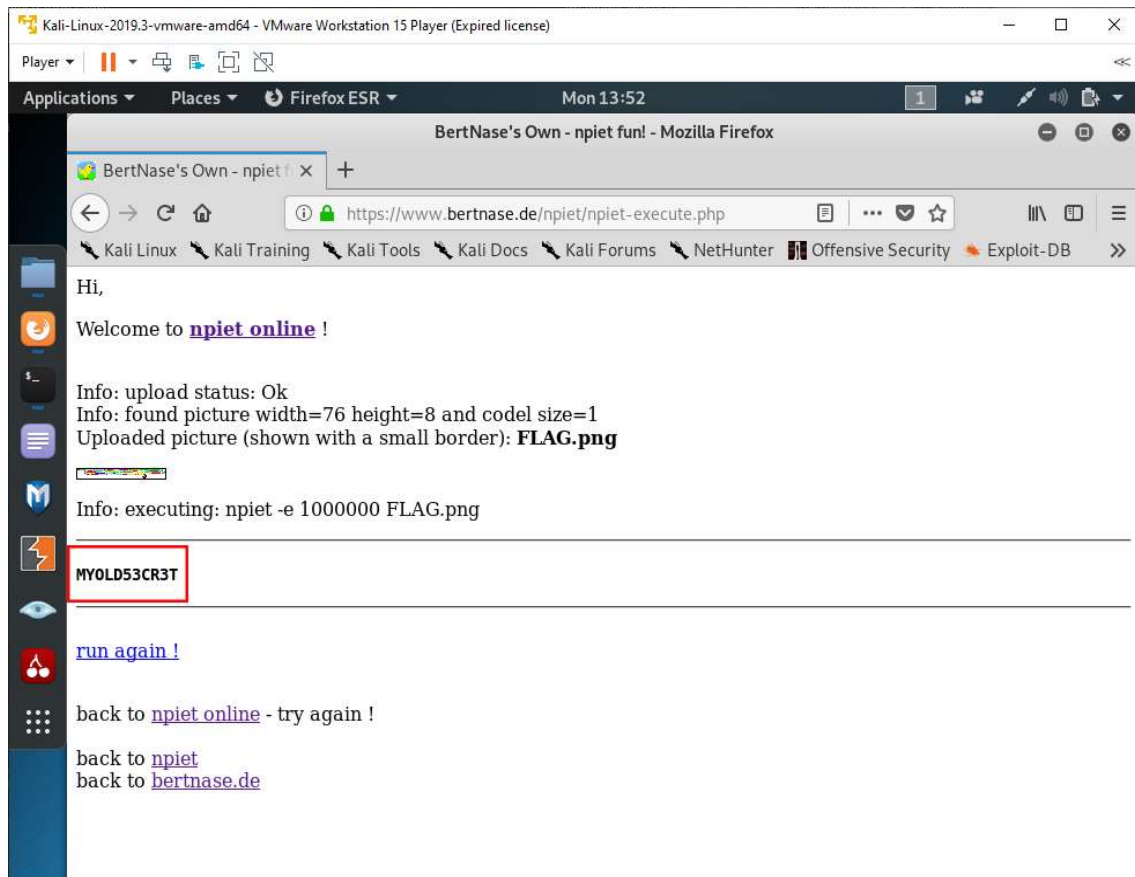 Kali-Linux-2019.3-vmware-amd64 - VMware Workstation 15 Player (Expired license)
Player
Applications Places Firefox ESR Mon 13:52 1
BertNase's Own - npiet fun! - Mozilla Firefox
BertNase's Own - npiet f
https://www.bertnase.de/npiet/npiet-execute.php
Kali Linux Kali Training Kali Tools Kali Docs Kali Forums NetHunter Offensive Security Exploit-DB
Hi,
Welcome to npiet online !
Info: upload status: Ok
Info: found picture width=76 height=8 and codel size=1
Uploaded picture (shown with a small border): FLAG.png
Info: executing: npiet -e 1000000 FLAG.png
MYOLD53CR3T
run again !
back to npiet online - try again !
back to npiet
back to bertnase.de